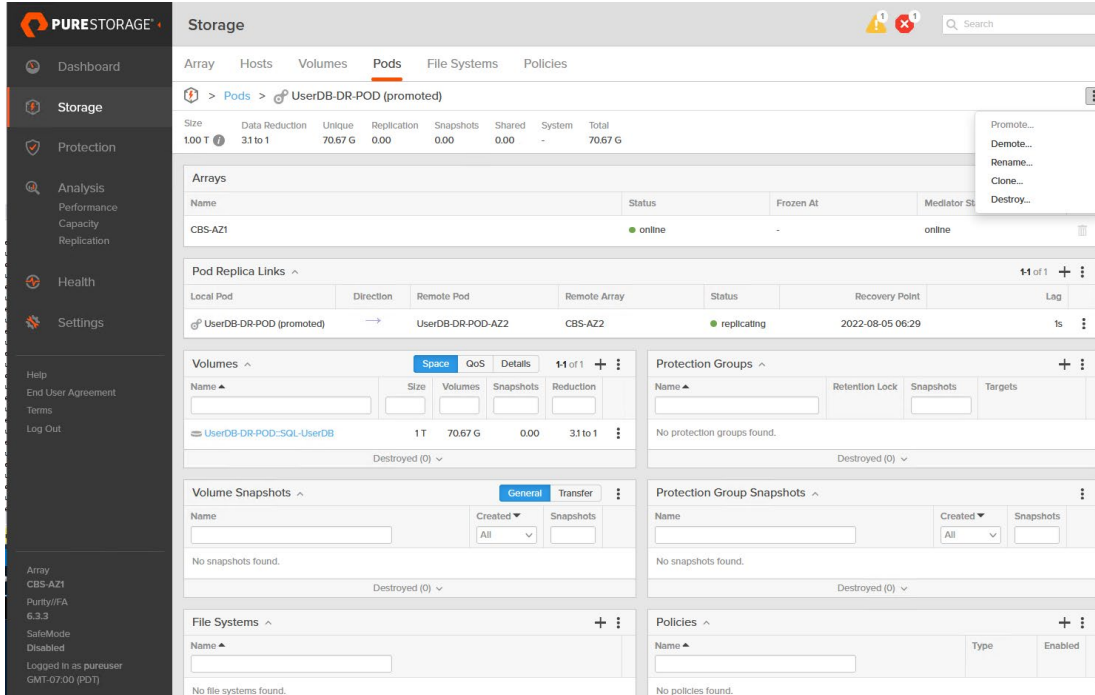 PURESTORAGE®
Storage
1
1
Search
Dashboard
Storage
Protection
Analysis
Performance
Capacity
Replication
Health
Settings
Help
End User Agreement
Terms
Log Out
Array
CBS-AZ1
Purity//FA
6.3.3
SafeMode
Disabled
Logged in as pureuser
GMT-07:00 (PDT)
Array Hosts Volumes Pods File Systems Policies
> Pods > UserDB-DR-POD (promoted)
Size Data Reduction Unique Replication Snapshots Shared System Total
1.00 T 3.1 to 1 70.67 G 0.00 0.00 0.00 - 70.67 G
Promote...
Demote...
Rename...
Clone...
Destroy...
Arrays
Name Status Frozen At Mediator St
CBS-AZ1 online - online
Pod Replica Links 1-1 of 1
Local Pod Direction Remote Pod Remote Array Status Recovery Point Lag
UserDB-DR-POD (promoted) → UserDB-DR-POD-AZ2 CBS-AZ2 replicating 2022-08-05 06:29 1s
Volumes Space QoS Details 1-1 of 1
Name Size Volumes Snapshots Reduction
UserDB-DR-POD::SQL-UserDB 1 T 70.67 G 0.00 3.1 to 1
Destroyed (0)
Protection Groups
Name Retention Lock Snapshots Targets
No protection groups found.
Destroyed (0)
Volume Snapshots General Transfer
Name Created Snapshots
All
No snapshots found.
Destroyed (0)
Protection Group Snapshots
Name Created Snapshots
All
No snapshots found.
Destroyed (0)
File Systems
Name
No file systems found.
Policies
Name Type Enabled
No policies found.